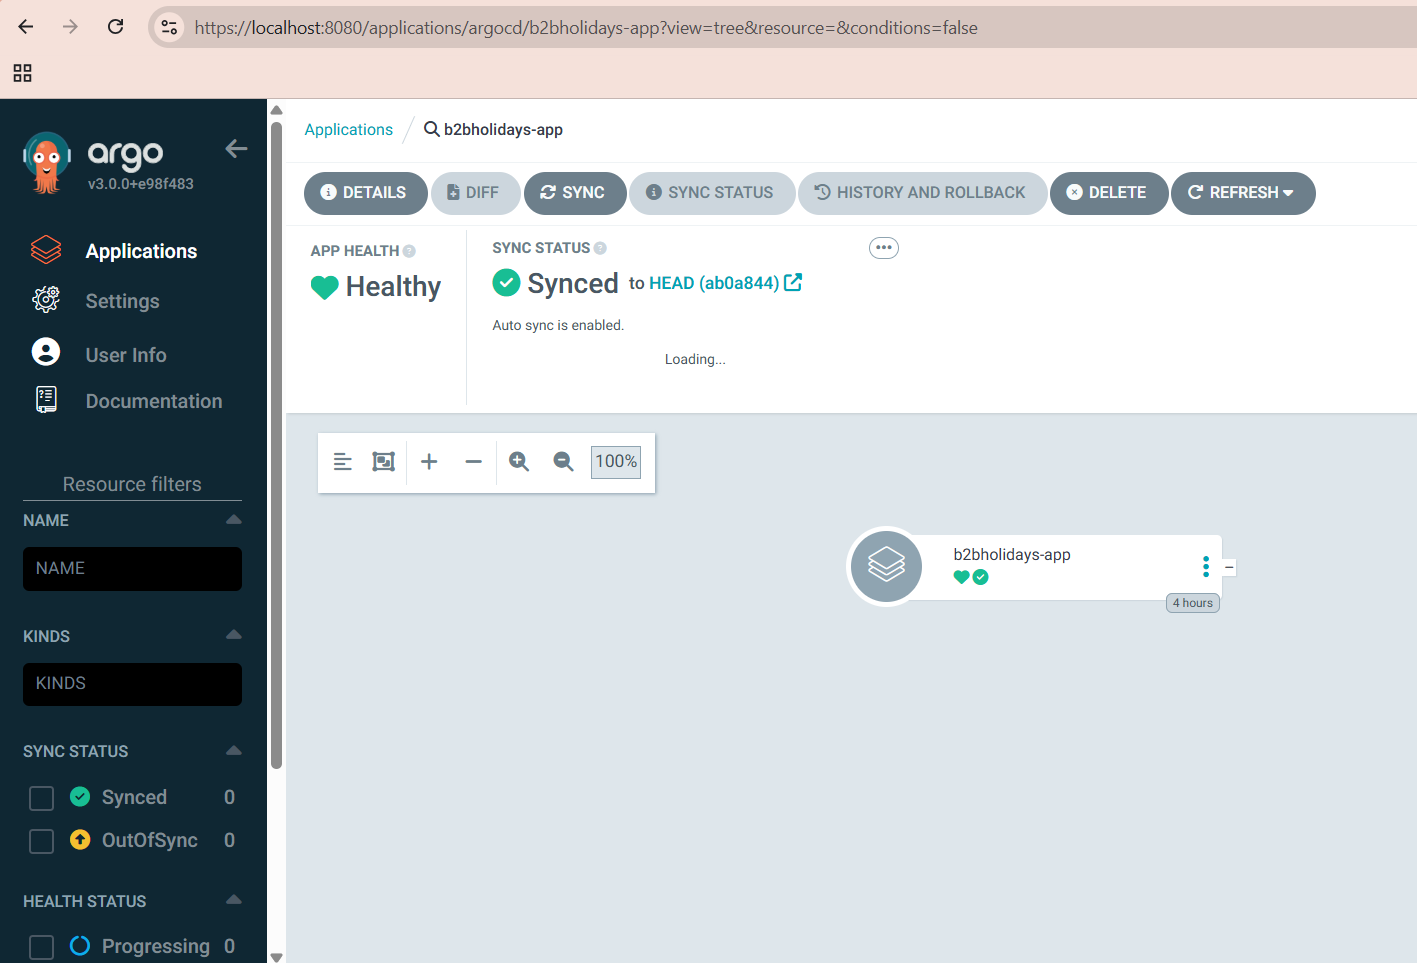 https://localhost:8080/applications/argocd/b2bholidays-app?view=tree&resource=&conditions=false
argo
v3.0.0+e98f483
Applications
Settings
User Info
Documentation
Resource filters
NAME
NAME
KINDS
KINDS
SYNC STATUS
Synced 0
OutOfSync 0
HEALTH STATUS
Progressing 0
Applications / b2bholidays-app
DETAILS DIFF SYNC SYNC STATUS HISTORY AND ROLLBACK DELETE REFRESH
APP HEALTH
Healthy
SYNC STATUS
Synced to HEAD (ab0a844)
Auto sync is enabled.
Loading...
100%
b2bholidays-app
4 hours